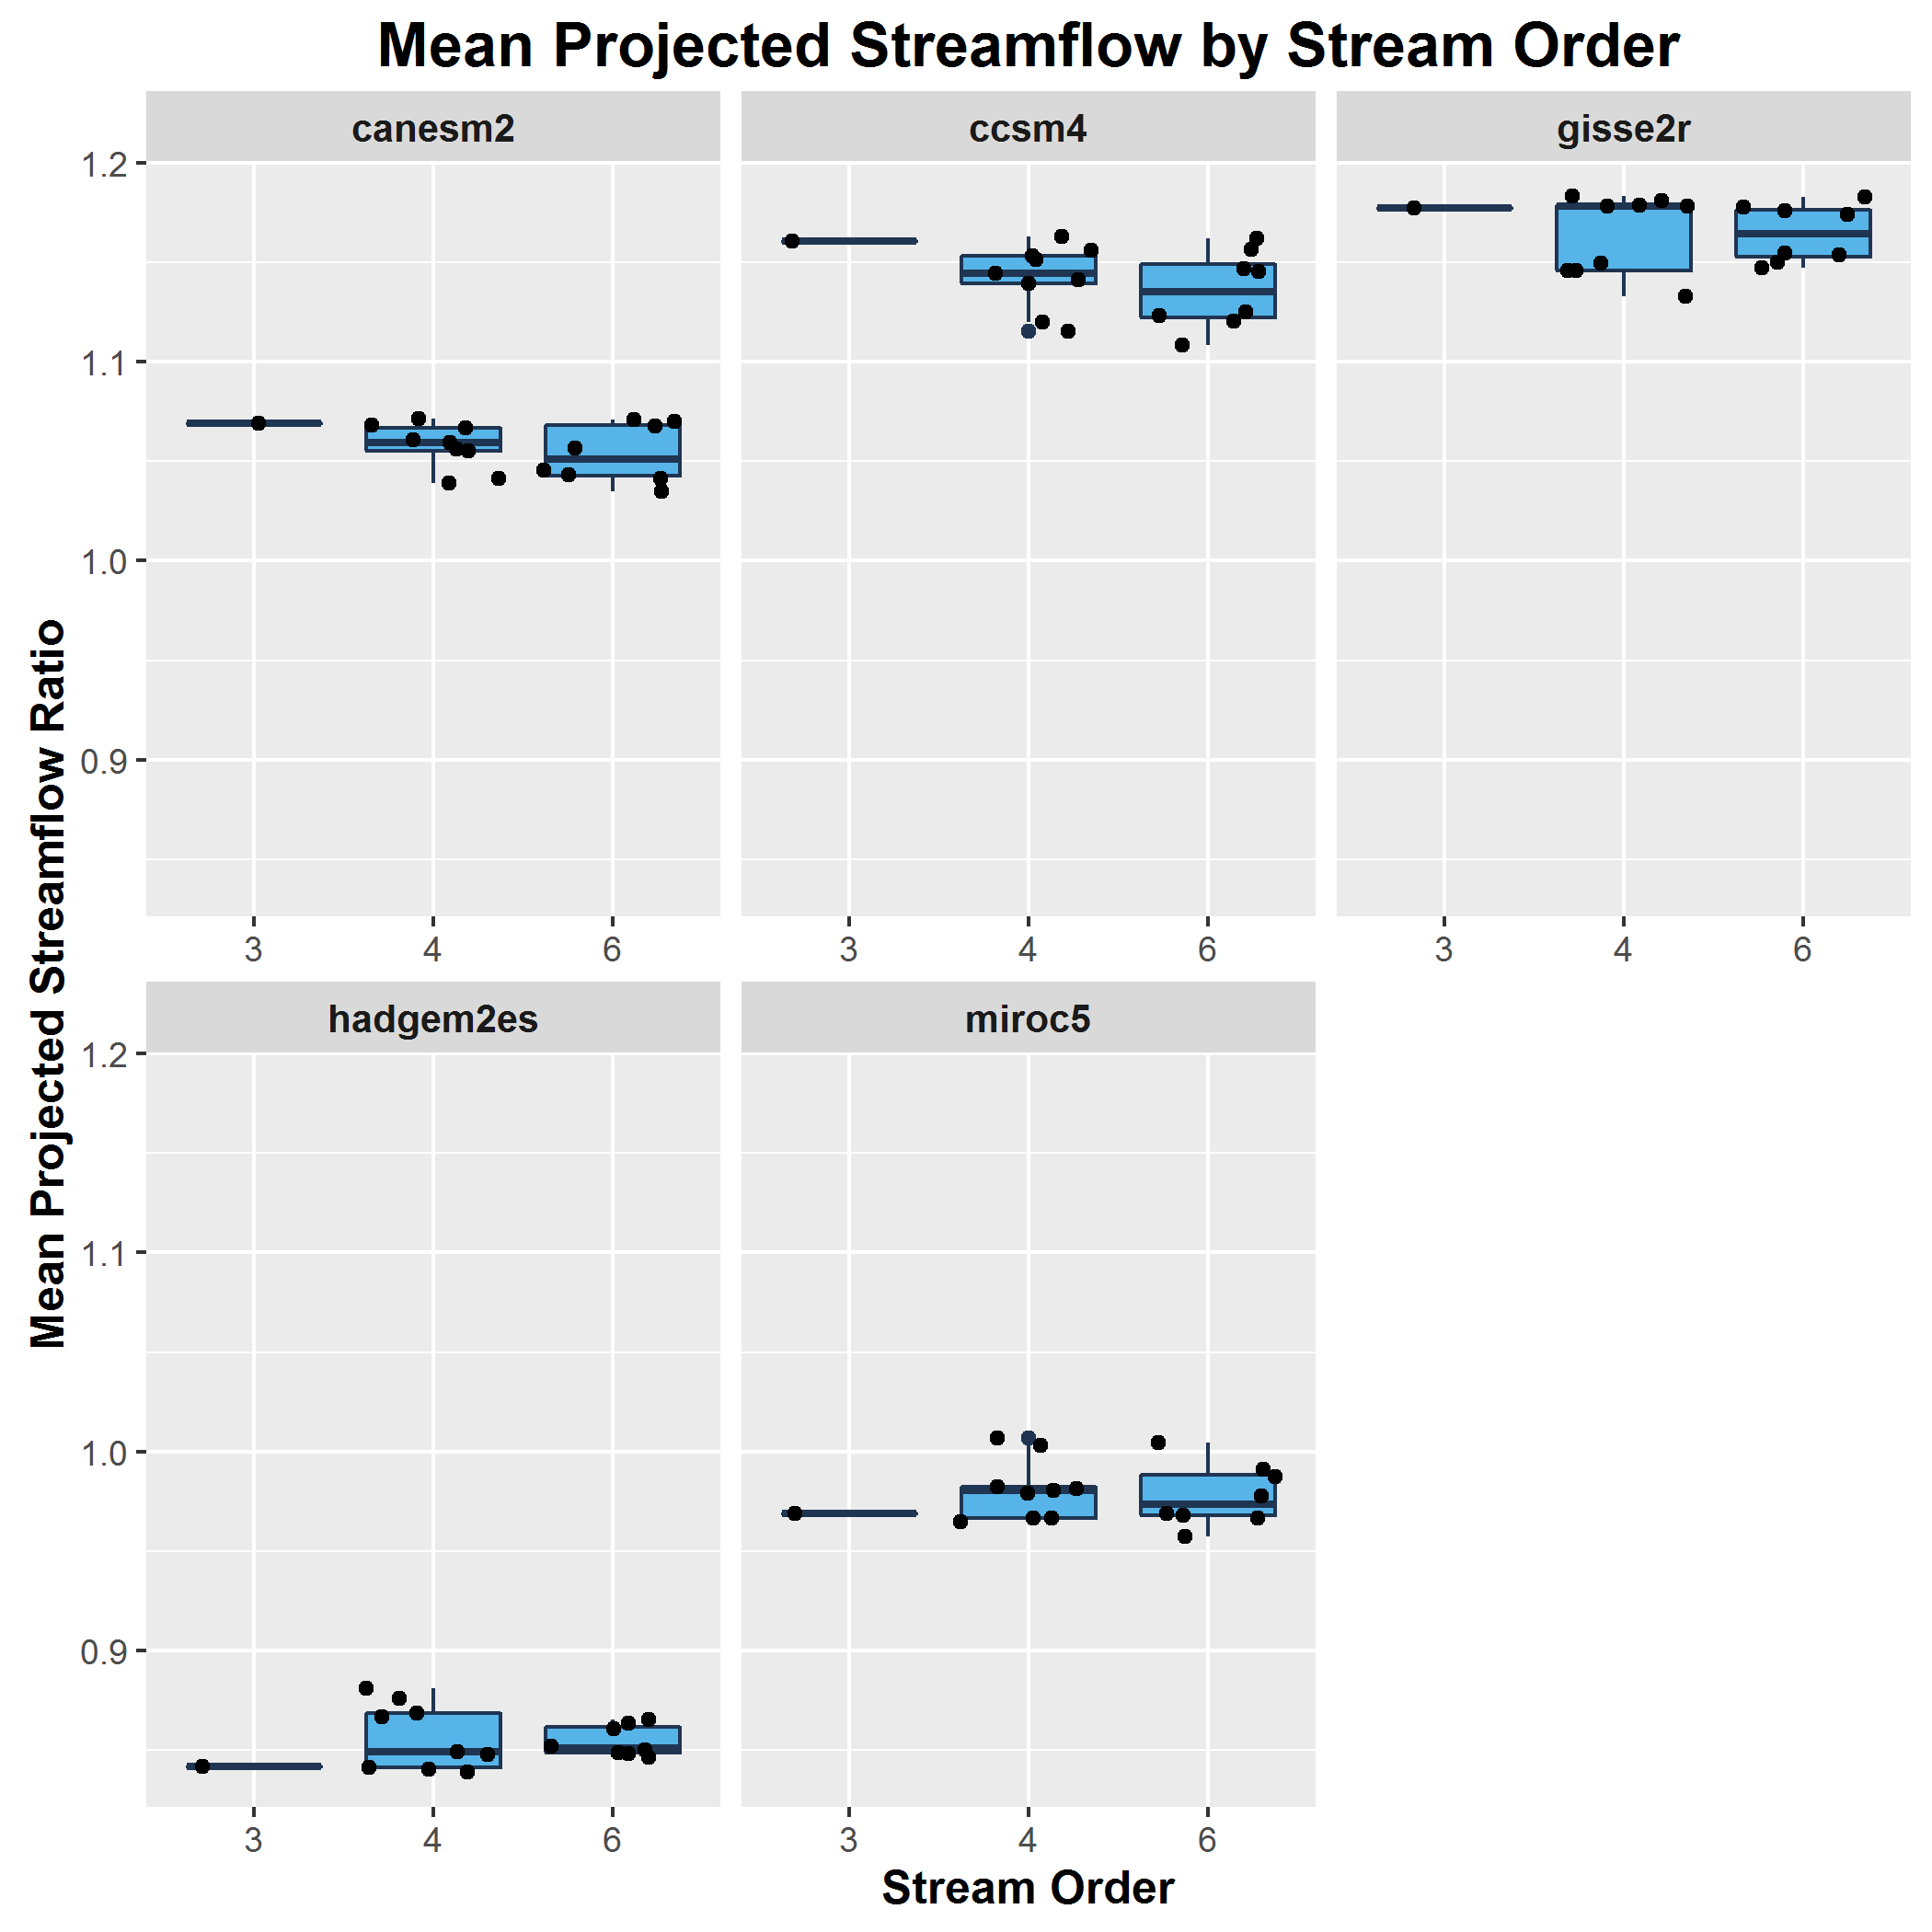 Mean Projected Streamflow by Stream Order
canesm2
ccsm4
gisse2r
1.2
1.1
1.0
0.9
3
4
6
3
4
6
3
4
6
Mean Projected Streamflow Ratio
hadgem2es
miroc5
1.2
1.1
1.0
0.9
3
4
6
3
4
6
Stream Order